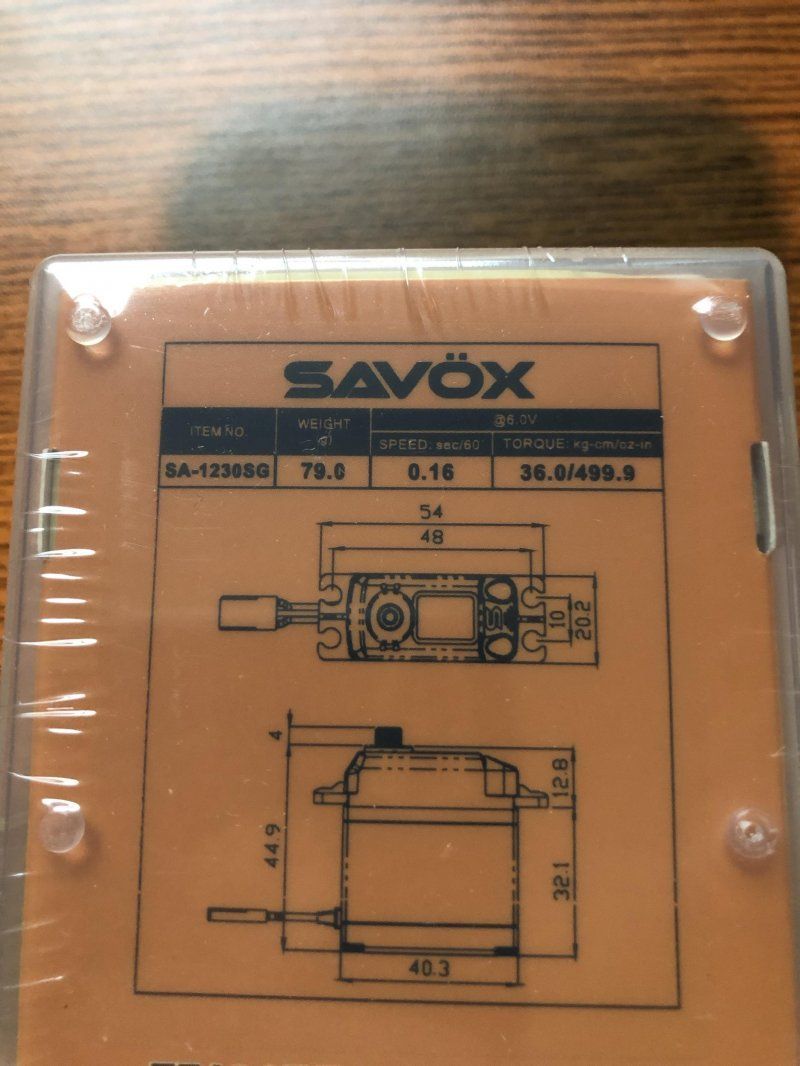 SAVÖX
ITEM NO. WEIGHT (g) @6.0V
SPEED: sec/60° TORQUE: kg-cm/oz-in
SA-1230SG 79.0 0.16 36.0/499.9
54
48
10
20.2
4
12.8
44.9
32.1
40.3